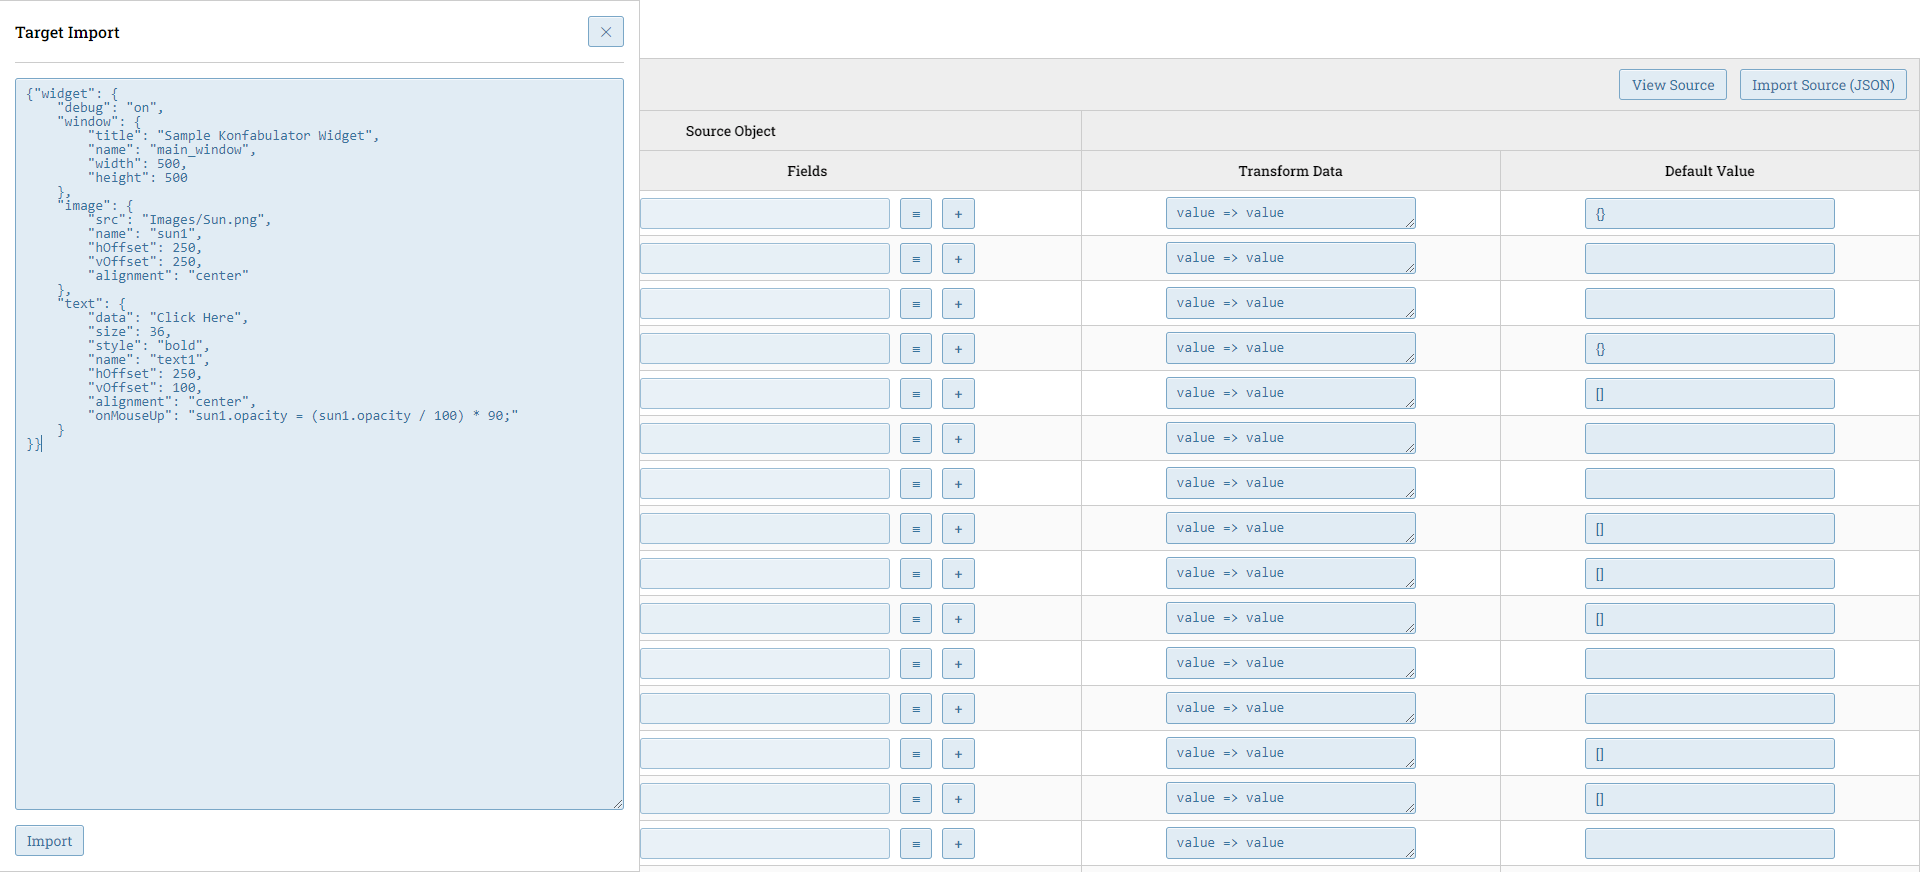 Target Import
×
{"widget": {
    "debug": "on",
    "window": {
        "title": "Sample Konfabulator Widget",
        "name": "main_window",
        "width": 500,
        "height": 500
    },
    "image": {
        "src": "Images/Sun.png",
        "name": "sun1",
        "hOffset": 250,
        "vOffset": 250,
        "alignment": "center"
    },
    "text": {
        "data": "Click Here",
        "size": 36,
        "style": "bold",
        "name": "text1",
        "hOffset": 250,
        "vOffset": 100,
        "alignment": "center",
        "onMouseUp": "sun1.opacity = (sun1.opacity / 100) * 90;"
    }
}}
Import
View Source Import Source (JSON)
Source Object
Fields Transform Data Default Value
≡ + value => value {}
≡ + value => value
≡ + value => value
≡ + value => value {}
≡ + value => value []
≡ + value => value
≡ + value => value
≡ + value => value []
≡ + value => value []
≡ + value => value []
≡ + value => value
≡ + value => value
≡ + value => value []
≡ + value => value []
≡ + value => value